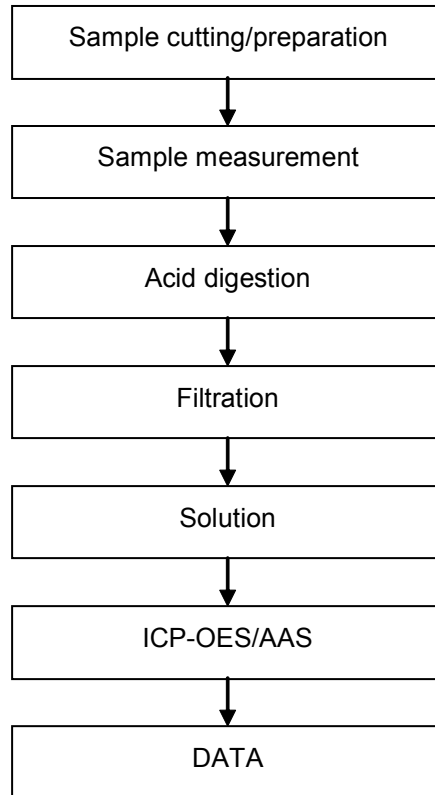 Sample cutting/preparation
Sample measurement
Acid digestion
Filtration
Solution
ICP-OES/AAS
DATA